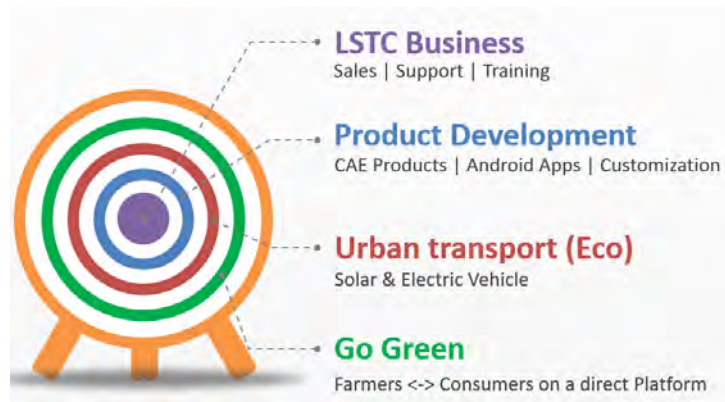 LSTC Business
Sales | Support | Training
Product Development
CAE Products | Android Apps | Customization
Urban transport (Eco)
Solar & Electric Vehicle
Go Green
Farmers <-> Consumers on a direct Platform